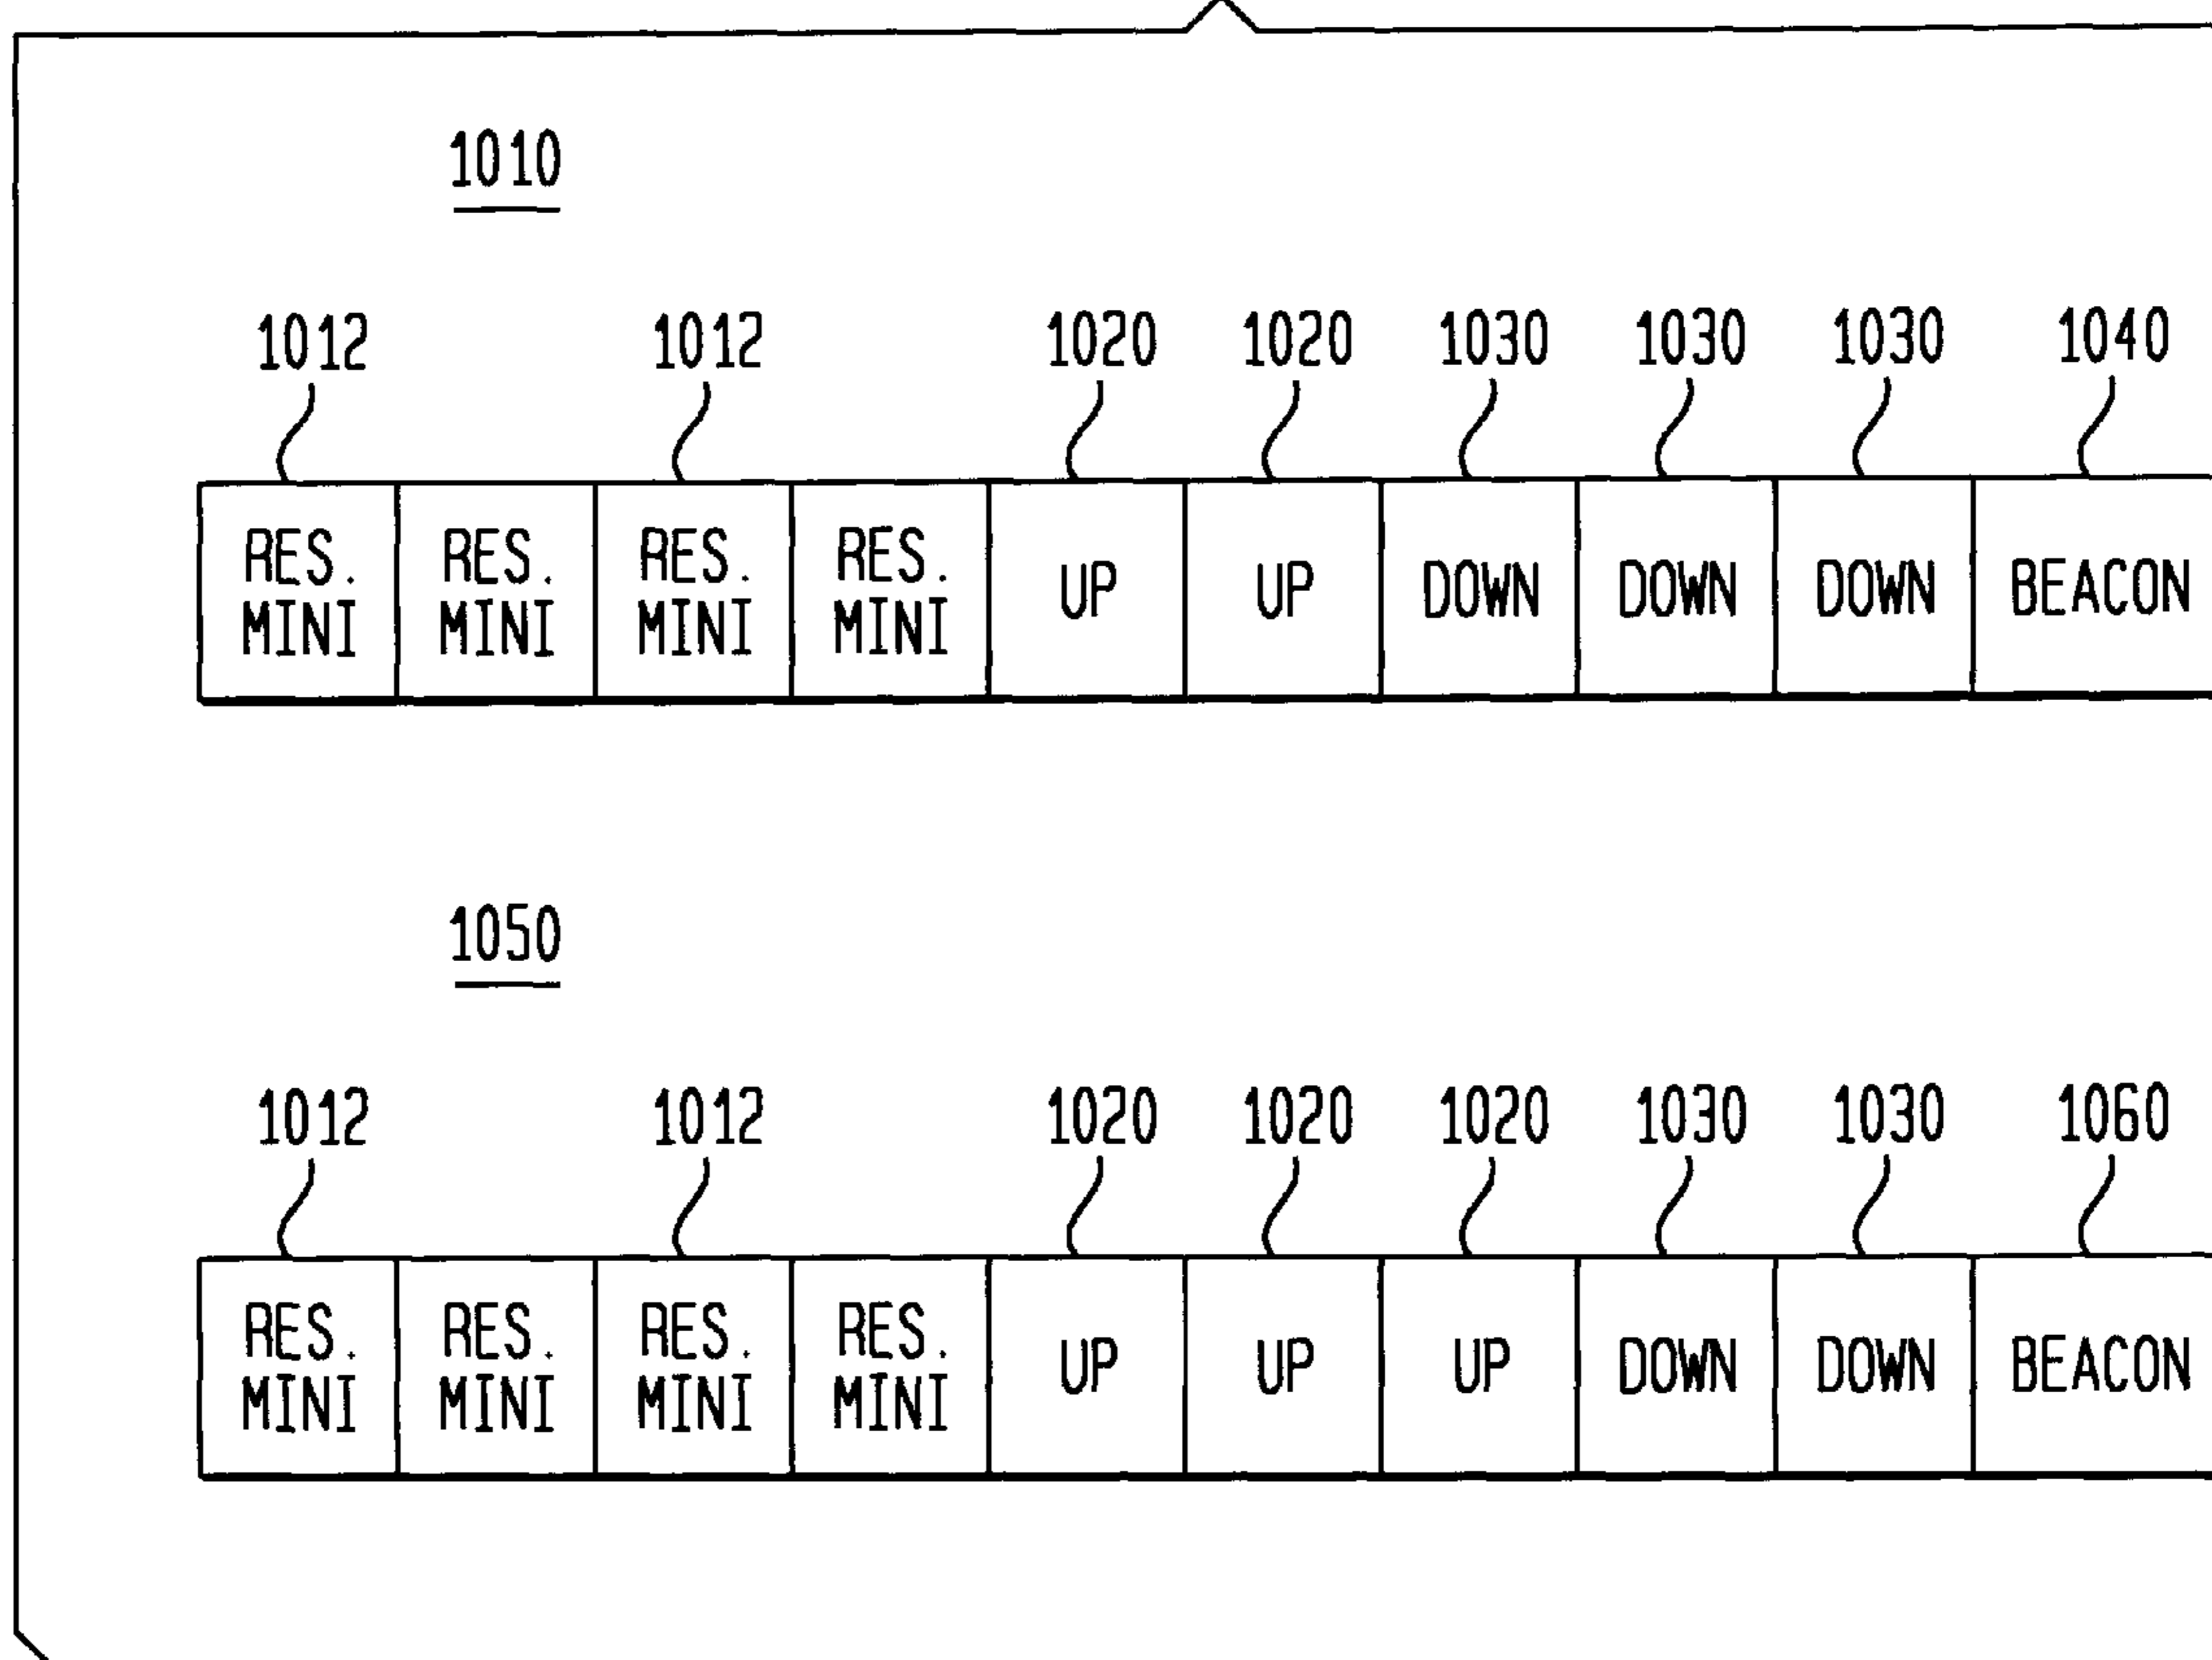 1010
1012 1012 1020 1020 1030 1030 1030 1040
RES. RES. RES. RES.
MINI MINI MINI MINI UP UP DOWN DOWN DOWN BEACON
1050
1012 1012 1020 1020 1020 1030 1030 1060
RES. RES. RES. RES.
MINI MINI MINI MINI UP UP UP DOWN DOWN BEACON